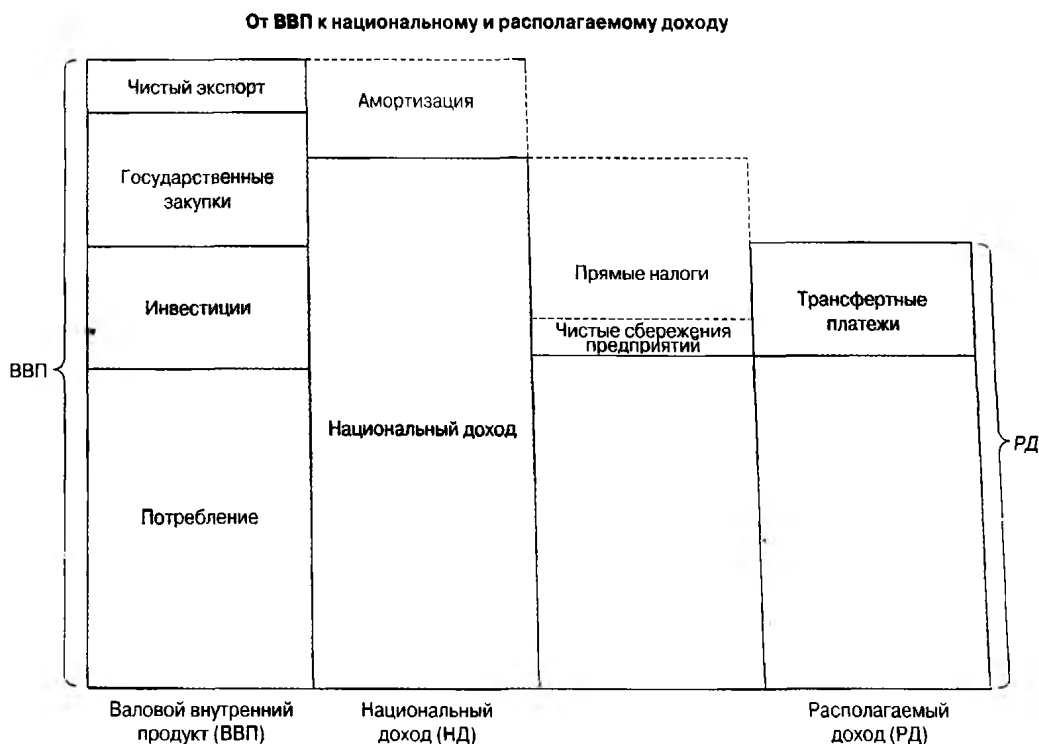 От ВВП к национальному и располагаемому доходу
Чистый экспорт
Государственные
закупки
Инвестиции
Потребление
ВВП
Амортизация
Национальный доход
Прямые налоги
Чистые сбережения
предприятий
Трансфертные
платежи
РД
Валовой внутренний
продукт (ВВП)
Национальный
доход (НД)
Располагаемый
доход (РД)